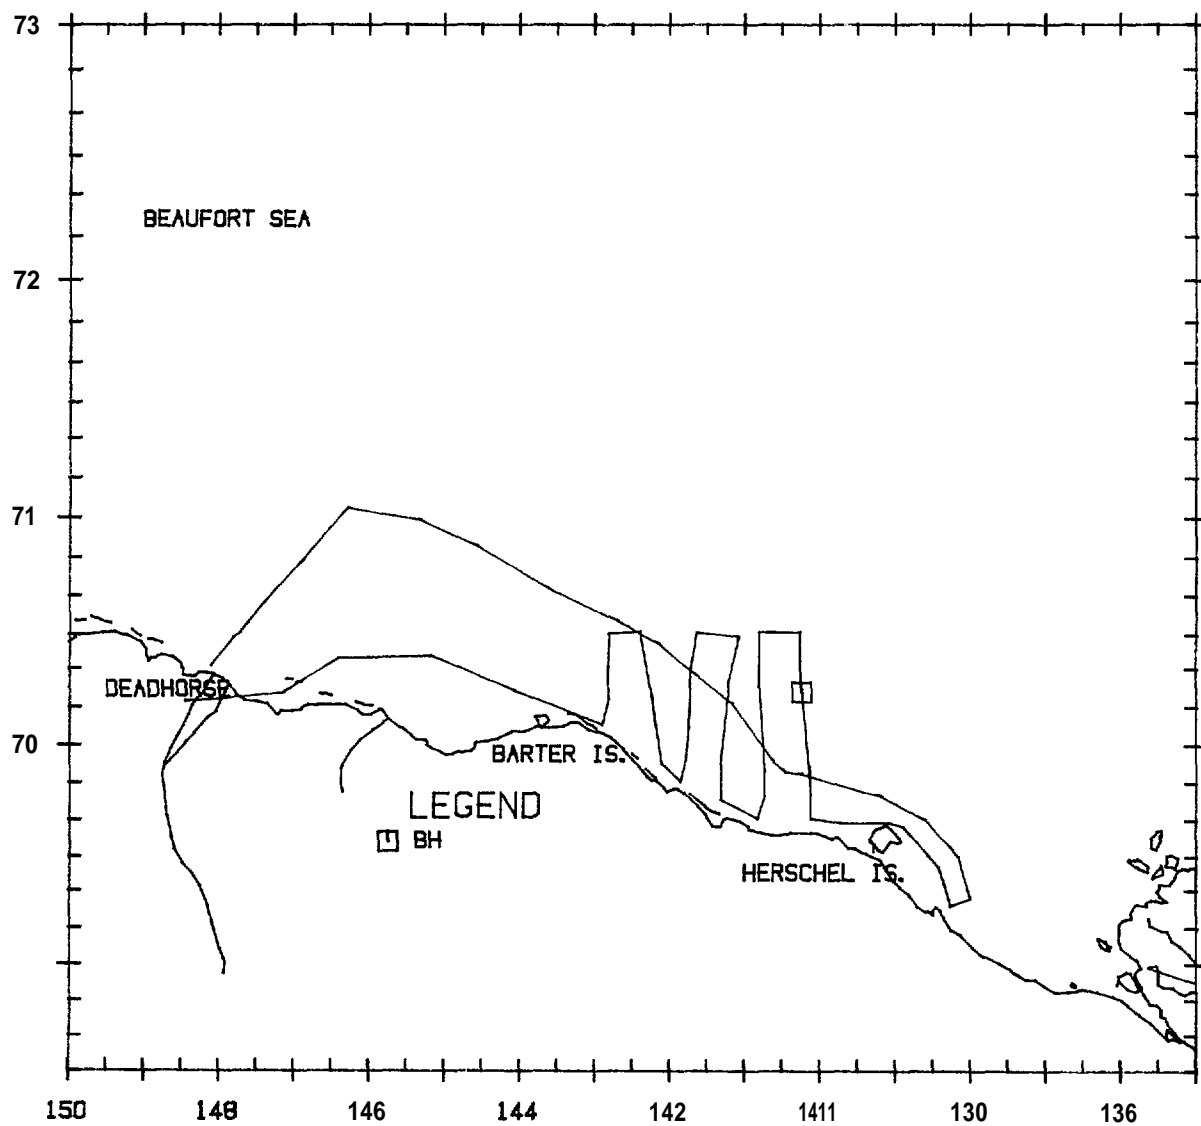 73
BEAUFORT SEA
72
71
DEADHORSE
70
BARTER IS.
LEGEND
BH
HERSCHEL IS.
150 148 146 144 142 1411 130 136